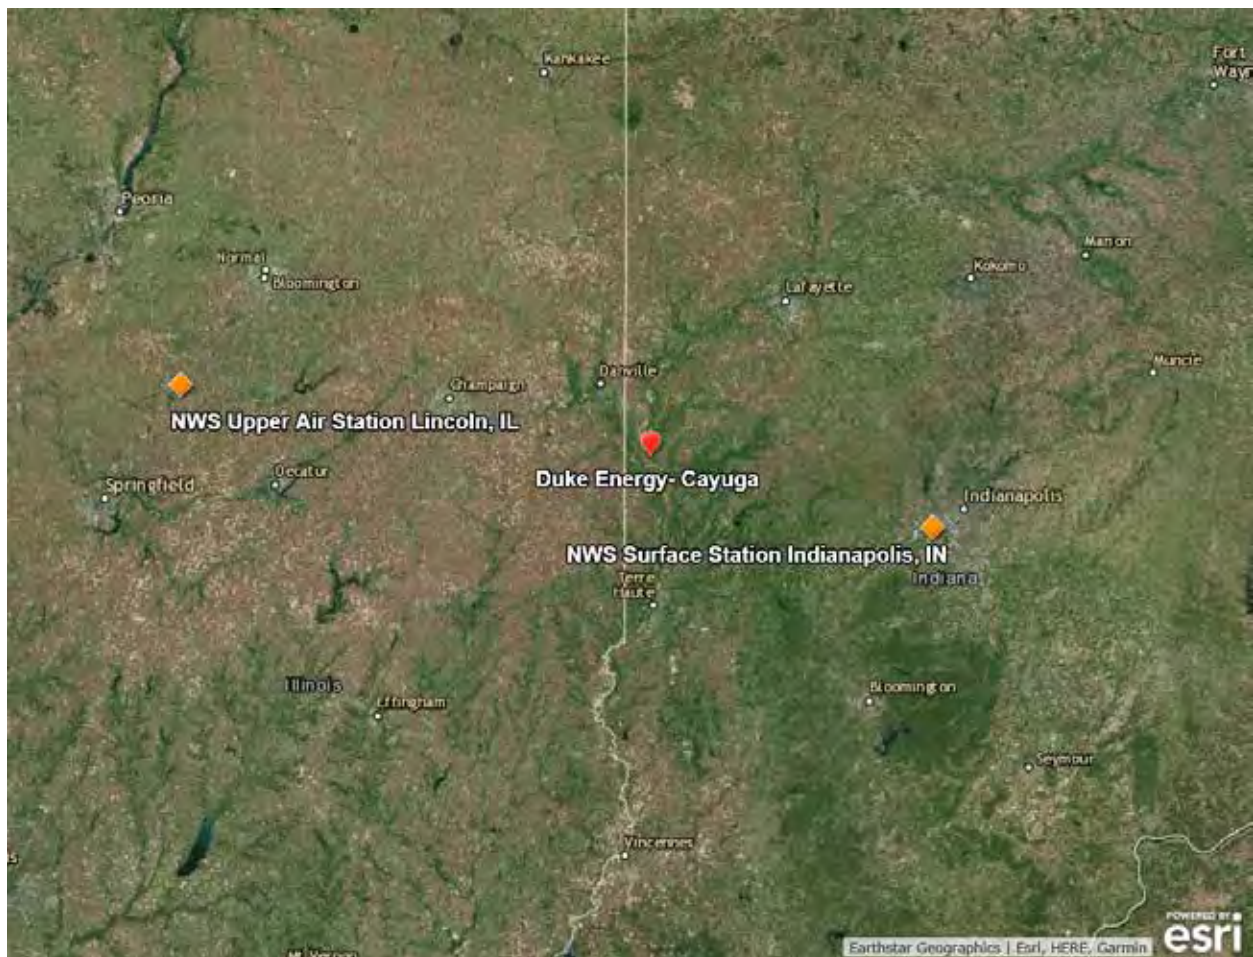 Kankakee
Fort
Wayn
Peoria
Marion
Normal
Bloomington
Kokomo
Lafayette
Muncie
Danville
Champaign
NWS Upper Air Station Lincoln, IL
Duke Energy- Cayuga
Decatur
Springfield
Indianapolis
NWS Surface Station Indianapolis, IN
Terre
Haute
Indiana
Illinois
Effingham
Bloomington
Seymour
Vincennes
POWERED BY
esri
Earthstar Geographics | Esri, HERE, Garmin